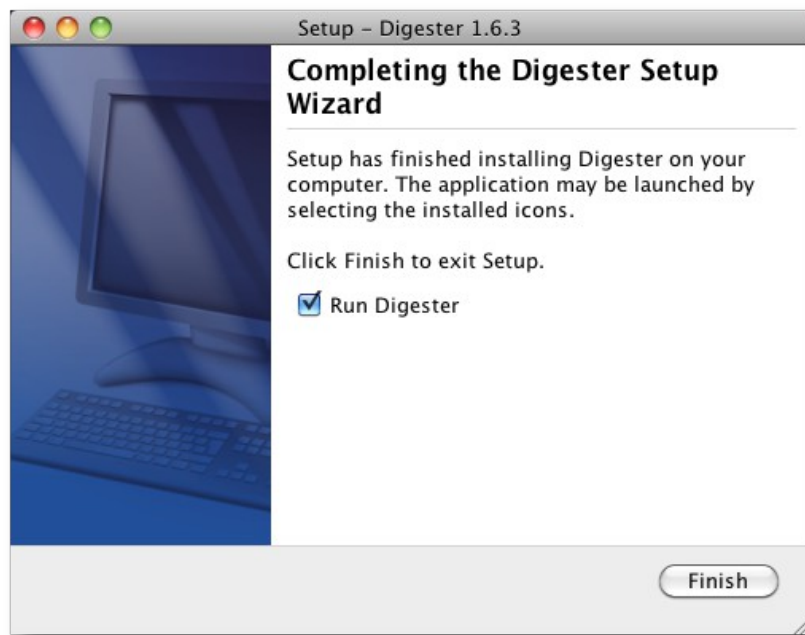 Setup – Digester 1.6.3
Completing the Digester Setup
Wizard
Setup has finished installing Digester on your
computer. The application may be launched by
selecting the installed icons.
Click Finish to exit Setup.
Run Digester
Finish